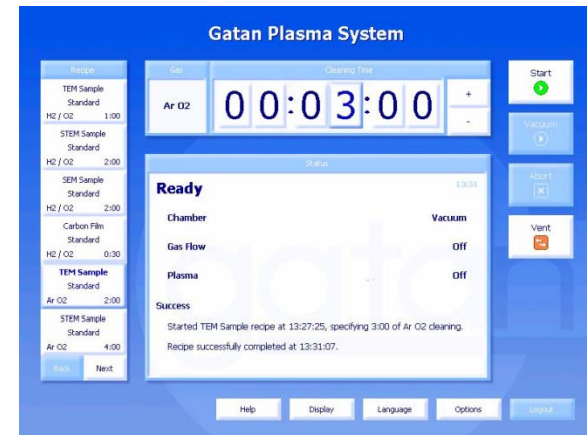 Gatan Plasma System
Recipe
TEM Sample
Standard
H2 / O2 1:00
STEM Sample
Standard
H2 / O2 2:00
SEM Sample
Standard
H2 / O2 2:00
Carbon Film
Standard
H2 / O2 0:30
TEM Sample
Standard
Ar O2 2:00
STEM Sample
Standard
Ar O2 4:00
Back Next
Gas
Ar O2
Cleaning Time
00:03:00
+
-
Status
Ready 13:31
Chamber Vacuum
Gas Flow Off
Plasma Off
Success
Started TEM Sample recipe at 13:27:25, specifying 3:00 of Ar O2 cleaning.
Recipe successfully completed at 13:31:07.
Start
Vacuum
Abort
Vent
Help Display Language Options Logout
gatan